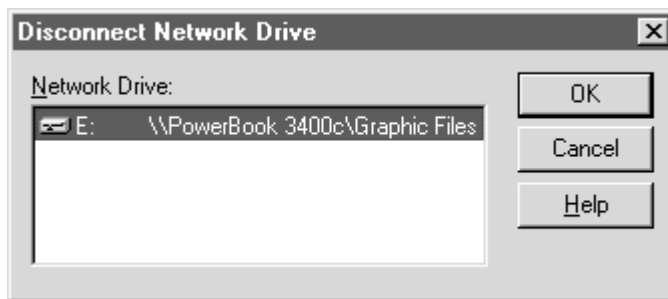 Disconnect Network Drive
Network Drive:
E: \\PowerBook 3400c\Graphic Files
OK
Cancel
Help